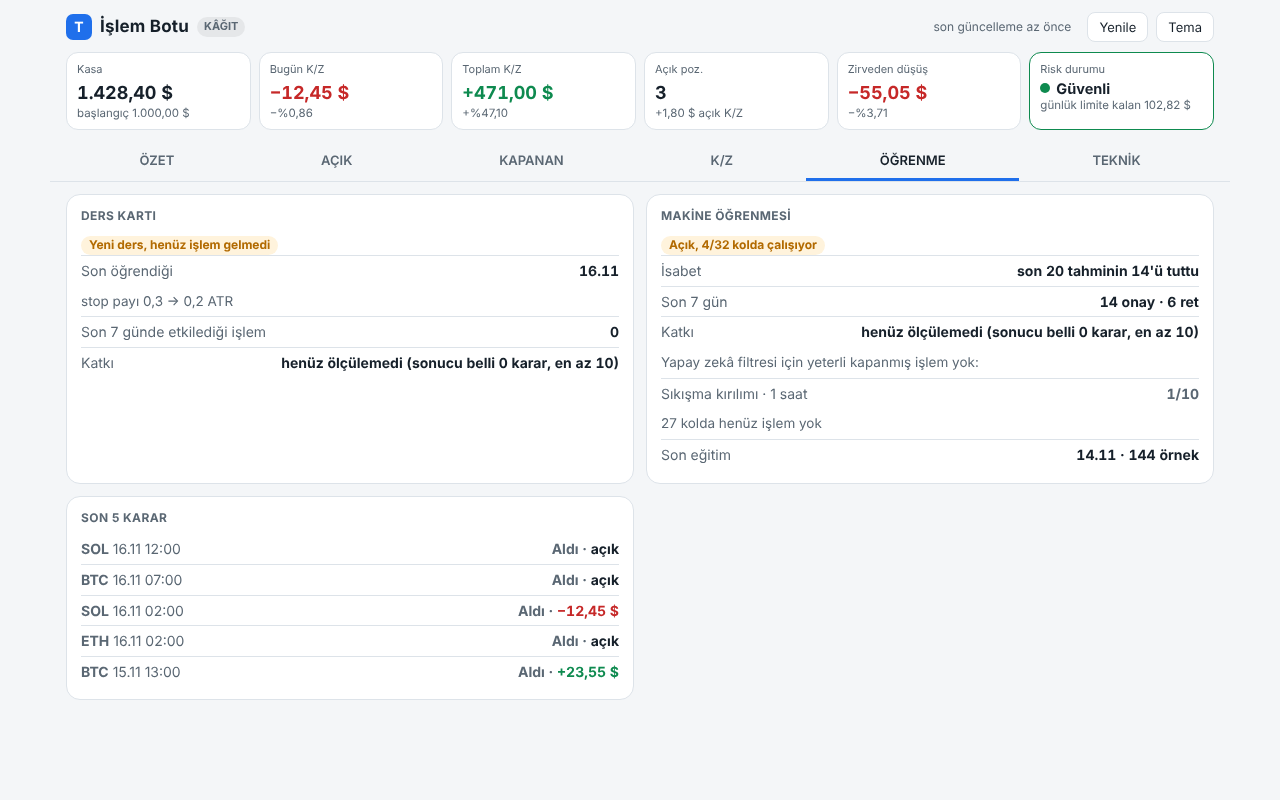 T İşlem Botu KÂĞIT
son güncelleme az önce Yenile Tema
Kasa
1.428,40 $
başlangıç 1.000,00 $
Bugün K/Z
−12,45 $
−%0,86
Toplam K/Z
+471,00 $
+%47,10
Açık poz.
3
+1,80 $ açık K/Z
Zirveden düşüş
−55,05 $
−%3,71
Risk durumu
Güvenli
günlük limite kalan 102,82 $
ÖZET AÇIK KAPANAN K/Z ÖĞRENME TEKNİK
DERS KARTI
Yeni ders, henüz işlem gelmedi
Son öğrendiği 16.11
stop payı 0,3 → 0,2 ATR
Son 7 günde etkilediği işlem 0
Katkı henüz ölçülemedi (sonucu belli 0 karar, en az 10)
MAKİNE ÖĞRENMESİ
Açık, 4/32 kolda çalışıyor
İsabet son 20 tahminin 14'ü tuttu
Son 7 gün 14 onay · 6 ret
Katkı henüz ölçülemedi (sonucu belli 0 karar, en az 10)
Yapay zekâ filtresi için yeterli kapanmış işlem yok:
Sıkışma kırılımı · 1 saat 1/10
27 kolda henüz işlem yok
Son eğitim 14.11 · 144 örnek
SON 5 KARAR
SOL 16.11 12:00 Aldı · açık
BTC 16.11 07:00 Aldı · açık
SOL 16.11 02:00 Aldı · −12,45 $
ETH 16.11 02:00 Aldı · açık
BTC 15.11 13:00 Aldı · +23,55 $